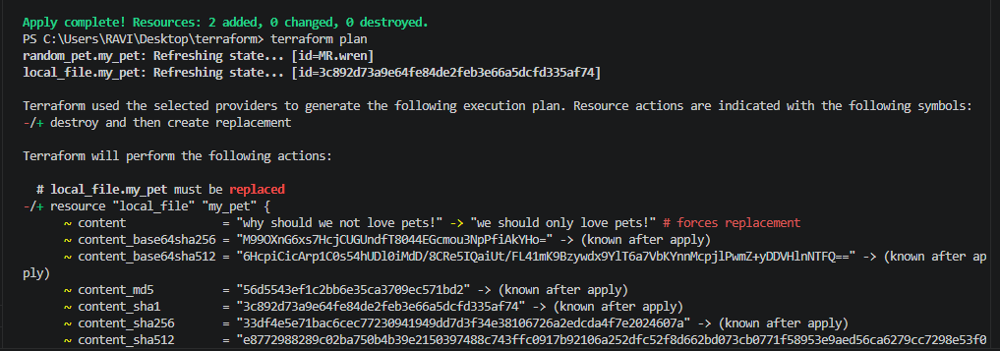 Apply complete! Resources: 2 added, 0 changed, 0 destroyed.
PS C:\Users\RAVI\Desktop\terraform> terraform plan
random_pet.my_pet: Refreshing state... [id=MR.wren]
local_file.my_pet: Refreshing state... [id=3c892d73a9e64fe84de2feb3e66a5dcfd335af74]
Terraform used the selected providers to generate the following execution plan. Resource actions are indicated with the following symbols:
-/+ destroy and then create replacement
Terraform will perform the following actions:
# local_file.my_pet must be replaced
-/+ resource "local_file" "my_pet" {
~ content = "why should we not love pets!" -> "we should only love pets!" # forces replacement
~ content_base64sha256 = "M99OXnG6xs7HcjCUGUndfT8044EGcmou3NpPfiAkYHo=" -> (known after apply)
~ content_base64sha512 = "6HcpiCicArp1C0s54hUDl0iMdD/8CRe5IQaiUt/FL41mK9Bzywdx9YlT6a7VbKYnnMcpjlPwmZ+yDDVHlnNTFQ==" -> (known after ap
ply)
~ content_md5 = "56d5543ef1c2bb6e35ca3709ec571bd2" -> (known after apply)
~ content_sha1 = "3c892d73a9e64fe84de2feb3e66a5dcfd335af74" -> (known after apply)
~ content_sha256 = "33df4e5e71bac6cec77230941949dd7d3f34e38106726a2edcda4f7e2024607a" -> (known after apply)
~ content_sha512 = "e8772988289c02ba750b4b39e2150397488c743ffc0917b92106a252dfc52f8d662bd073cb0771f58953e9aed56ca6279cc7298e53f0